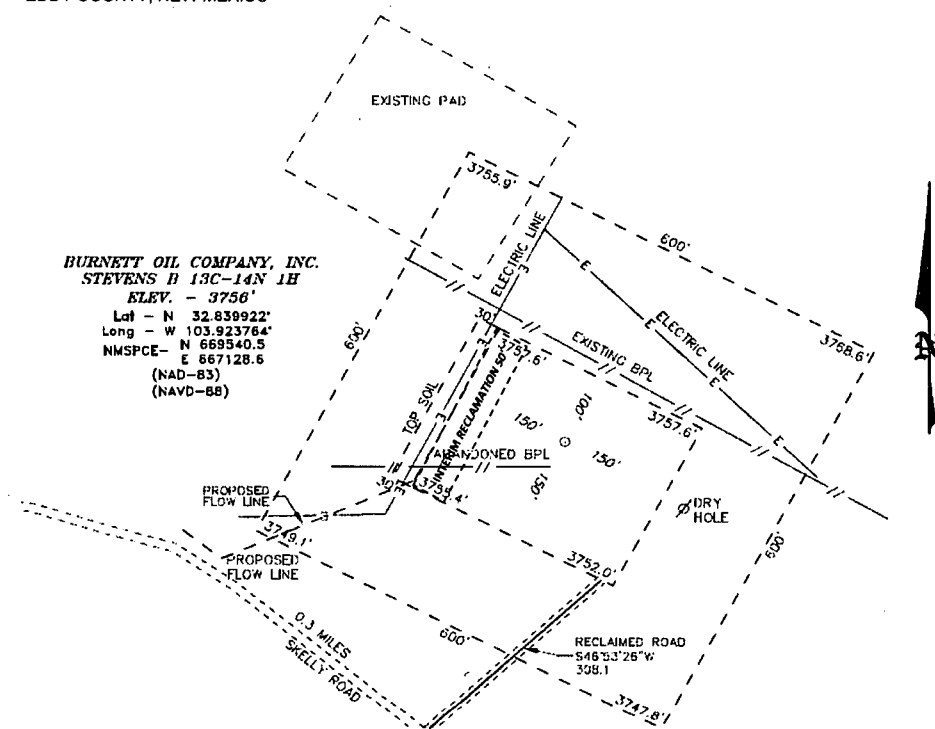 EDDY COUNTY, NEW MEXICO
EXISTING PAD
3755.9'
ELECTRIC LINE
600'
BURNETT OIL COMPANY, INC.
STEVENS B 13C-14N 1H
ELEV. - 3756'
Lat - N 32.839922°
Long - W 103.923764°
NMSPCE- N 669540.5
E 667128.6
(NAD-83)
(NAVD-88)
E
ELECTRIC LINE
E
3768.6'
E
E
600'
30'
3757.6'
EXISTING BPL
TOP SOIL
INTERIM RECLAMATION 50'
100'
150'
150'
150'
3757.6'
ABANDONED BPL
30'
PROPOSED
FLOW LINE
DRY
HOLE
3749.1'
PROPOSED
FLOW LINE
3752.0'
600'
0.3 MILES
SKELLY ROAD
600'
RECLAIMED ROAD
S46°53'26"W
308.1
3747.8'